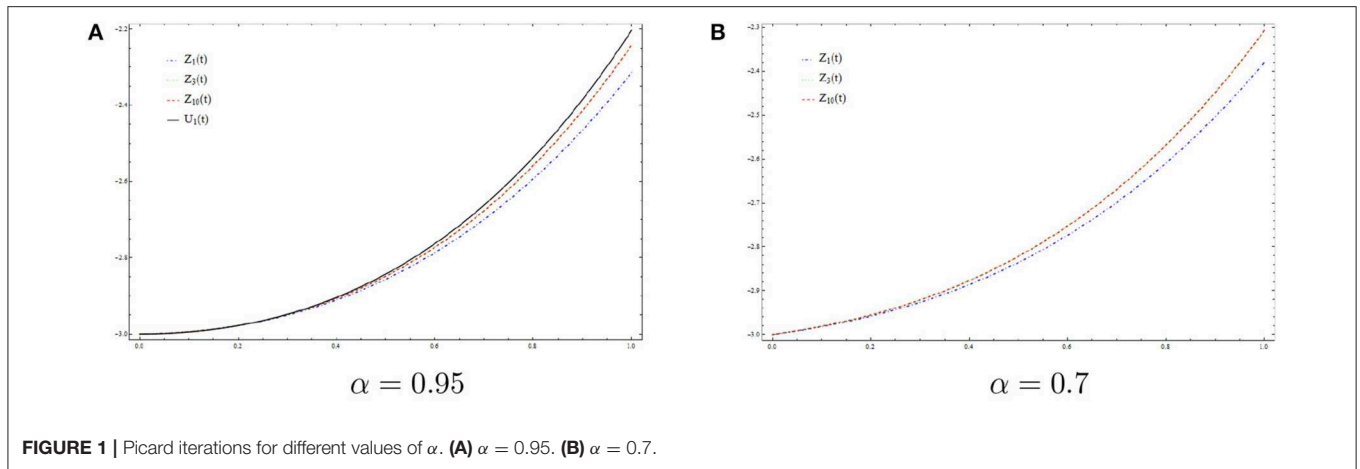 A
Z₁(t)
Z₃(t)
Z₁₀(t)
U₁(t)
-2.2
-2.4
-2.6
-2.8
-3.0
0.0 0.2 0.4 0.6 0.8 1.0
α = 0.95
B
Z₁(t)
Z₃(t)
Z₁₀(t)
-2.3
-2.4
-2.5
-2.6
-2.7
-2.8
-2.9
-3.0
0.0 0.2 0.4 0.6 0.8 1.0
α = 0.7
FIGURE 1 | Picard iterations for different values of α. (A) α = 0.95. (B) α = 0.7.